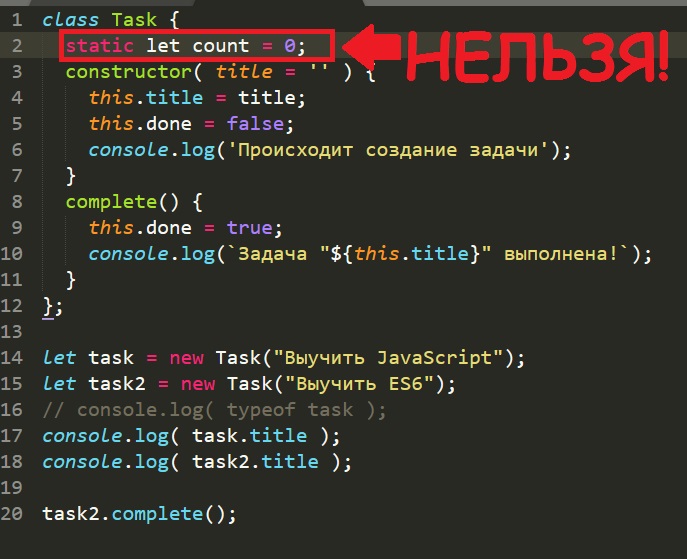 1 class Task {
2 static let count = 0; НЕЛЬЗЯ!
3 constructor( title = '' ) {
4 this.title = title;
5 this.done = false;
6 console.log('Происходит создание задачи');
7 }
8 complete() {
9 this.done = true;
10 console.log(`Задача "${this.title}" выполнена!`);
11 }
12 };
13
14 let task = new Task("Выучить JavaScript");
15 let task2 = new Task("Выучить ES6");
16 // console.log( typeof task );
17 console.log( task.title );
18 console.log( task2.title );
19
20 task2.complete();